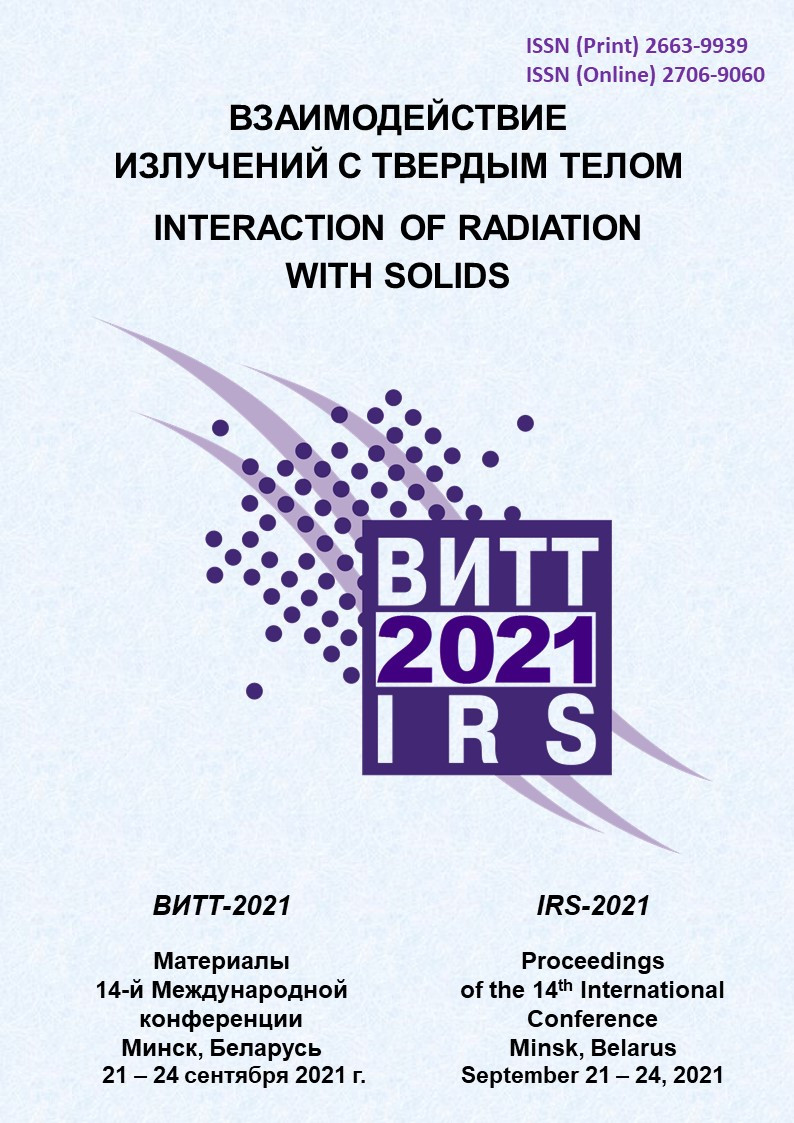 ISSN (Print) 2663-9939
ISSN (Online) 2706-9060
ВЗАИМОДЕЙСТВИЕ
ИЗЛУЧЕНИЙ С ТВЕРДЫМ ТЕЛОМ
INTERACTION OF RADIATION
WITH SOLIDS
ВИТТ
2021
IRS
ВИТТ-2021
Материалы
14-й Международной
конференции
Минск, Беларусь
21 – 24 сентября 2021 г.
IRS-2021
Proceedings
of the 14th International
Conference
Minsk, Belarus
September 21 – 24, 2021